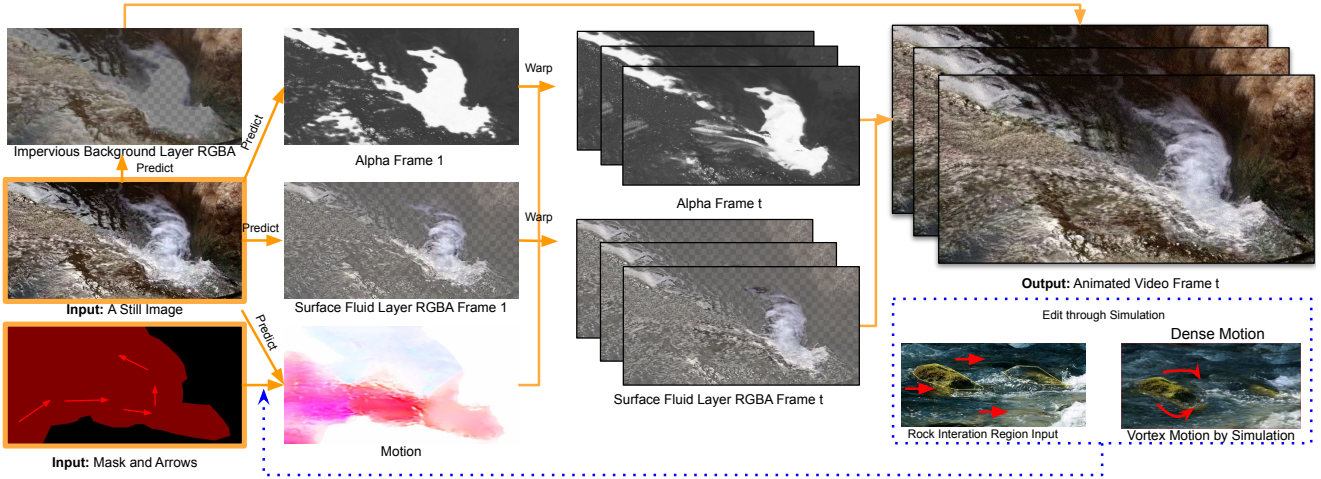 Impervious Background Layer RGBA
Predict
Predict
Alpha Frame 1
Warp
Alpha Frame t
Input: A Still Image
Predict
Surface Fluid Layer RGBA Frame 1
Warp
Surface Fluid Layer RGBA Frame t
Output: Animated Video Frame t
Predict
Input: Mask and Arrows
Motion
Edit through Simulation
Dense Motion
Rock Interation Region Input
Vortex Motion by Simulation